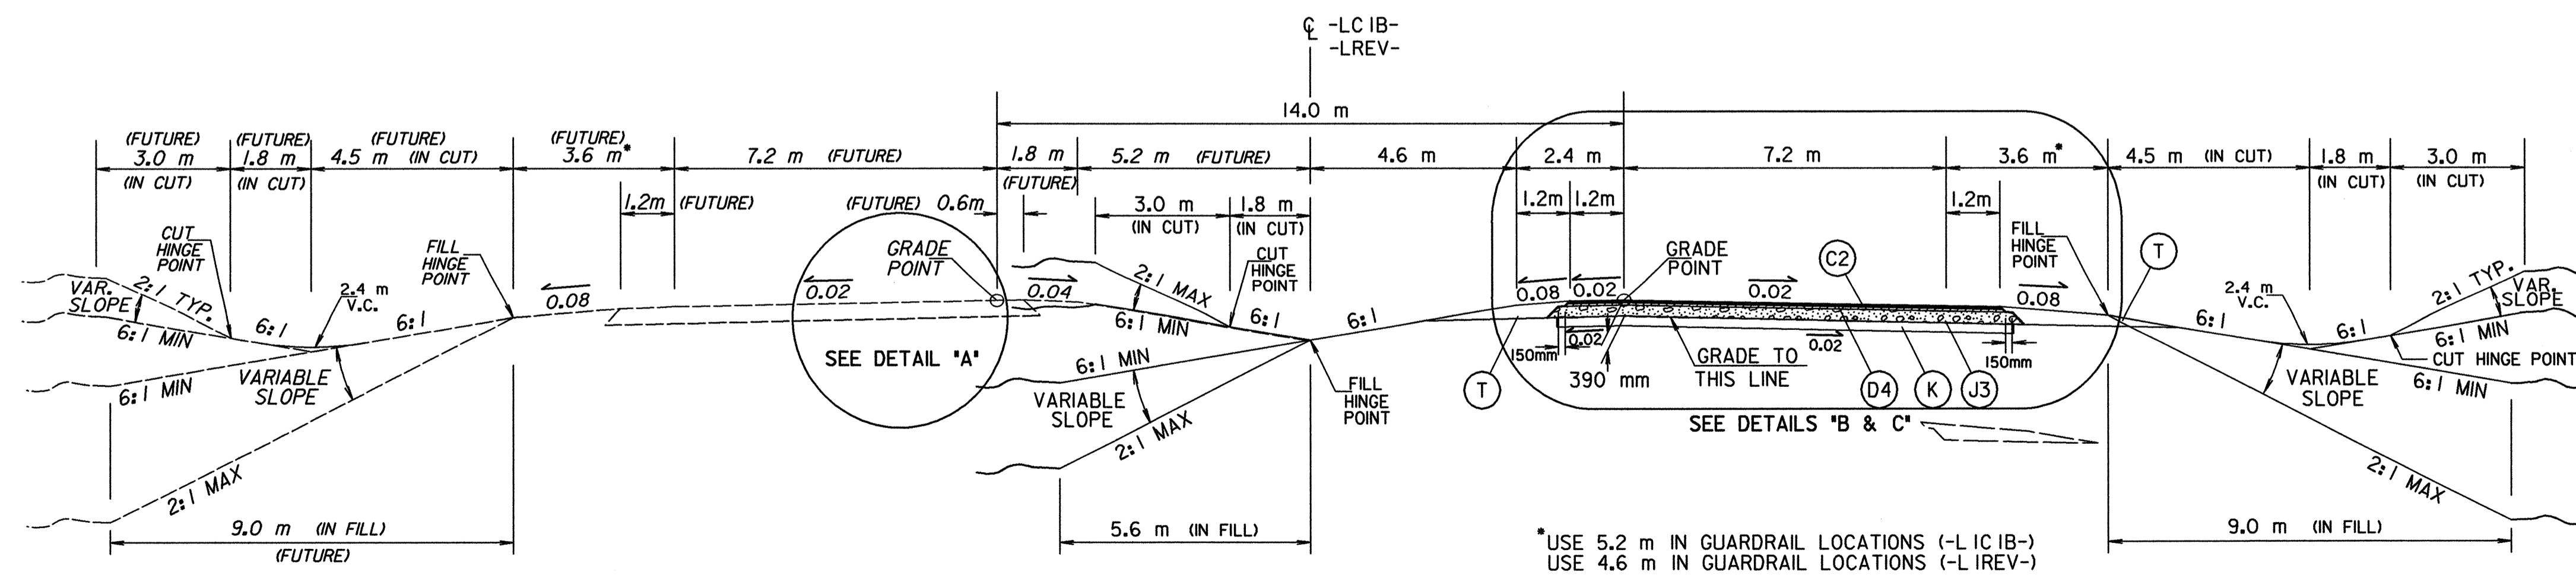 ℄ -LC1B-
-LREV-
14.0 m
(FUTURE)
3.0 m
(IN CUT)
(FUTURE)
1.8 m
(IN CUT)
(FUTURE)
4.5 m (IN CUT)
(FUTURE)
3.6 m*
7.2 m (FUTURE)
1.8 m
(FUTURE)
5.2 m (FUTURE)
4.6 m
2.4 m
7.2 m
3.6 m*
4.5 m (IN CUT)
1.8 m
(IN CUT)
3.0 m
(IN CUT)
1.2m (FUTURE)
(FUTURE) 0.6m
3.0 m
(IN CUT)
1.8 m
(IN CUT)
1.2m
1.2m
1.2m
CUT
HINGE
POINT
FILL
HINGE
POINT
GRADE
POINT
CUT
HINGE
POINT
GRADE
POINT
C2
FILL
HINGE
POINT
T
VAR.
SLOPE
2:1 TYP.
6:1 MIN
6:1
2.4 m
V.C.
6:1
0.08
0.02
0.04
2:1 MAX
6:1 MIN
6:1
6:1
0.08
0.02
0.02
0.08
6:1
2.4 m
V.C.
6:1
2:1 TYP.
VAR.
SLOPE
6:1 MIN
CUT HINGE POINT
6:1 MIN
VARIABLE
SLOPE
2:1 MAX
SEE DETAIL "A"
6:1 MIN
VARIABLE
SLOPE
2:1 MAX
FILL
HINGE
POINT
T
150mm
0.02
390 mm
GRADE TO
THIS LINE
0.02
150mm
D4
K
J3
SEE DETAILS "B & C"
VARIABLE
SLOPE
6:1 MIN
2:1 MAX
9.0 m (IN FILL)
(FUTURE)
5.6 m (IN FILL)
9.0 m (IN FILL)
*USE 5.2 m IN GUARDRAIL LOCATIONS (-L1C1B-)
USE 4.6 m IN GUARDRAIL LOCATIONS (-L1REV-)